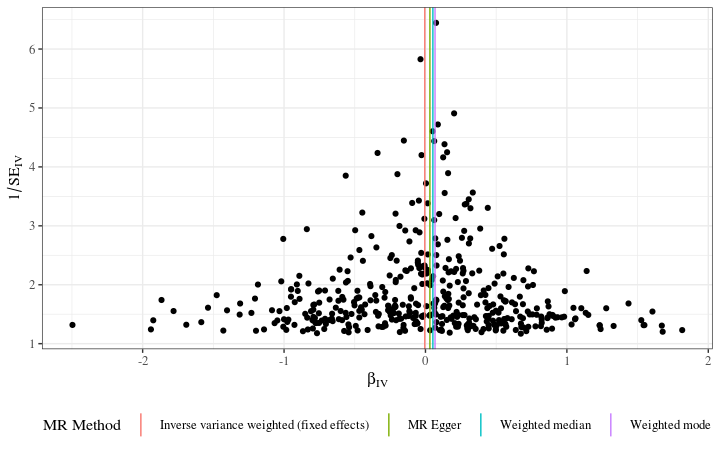 6
5
4
3
2
1
1/SE_IV
-2
-1
0
1
2
β_IV
MR Method
Inverse variance weighted (fixed effects)
MR Egger
Weighted median
Weighted mode